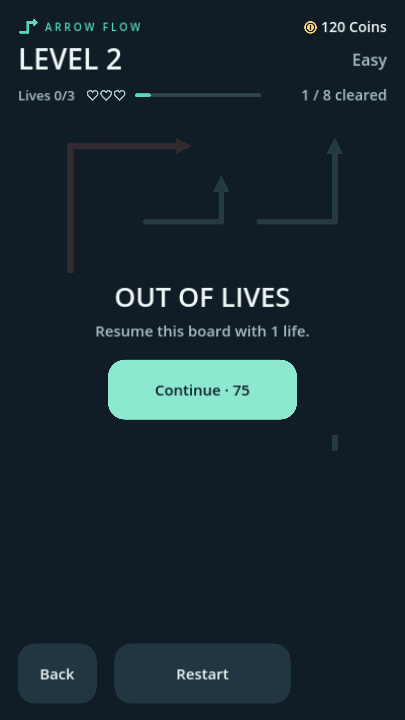 ARROW FLOW
120 Coins
LEVEL 2
Easy
Lives 0/3
1 / 8 cleared
OUT OF LIVES
Resume this board with 1 life.
Continue · 75
Back
Restart